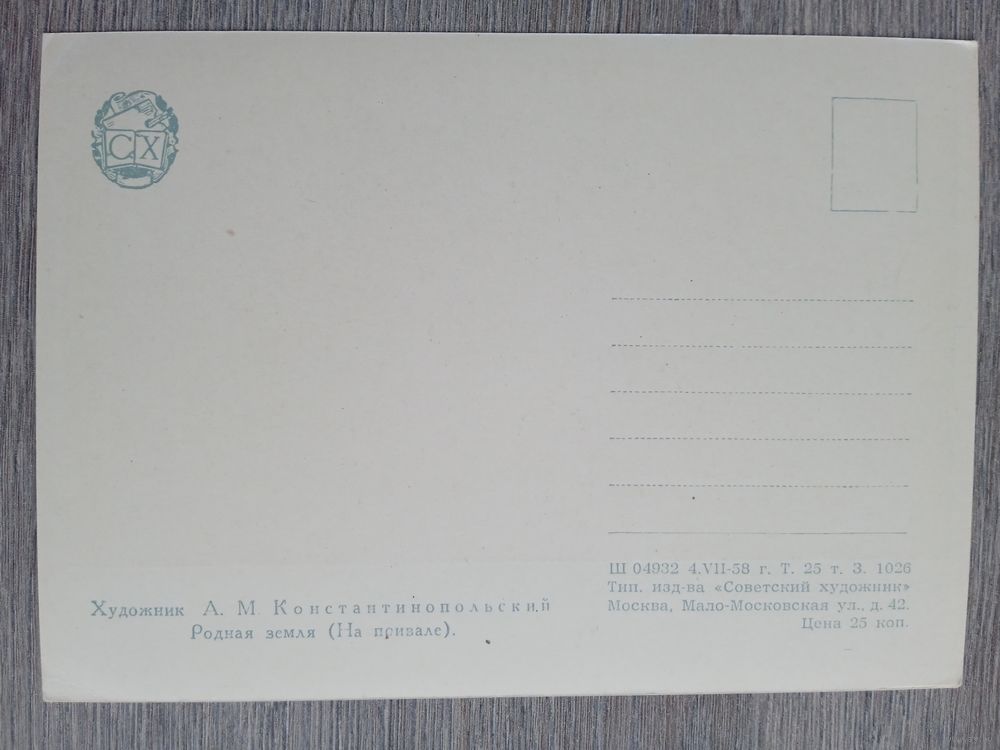 СХ
Художник А. М. Константинопольский
Родная земля (На привале).
Ш 04932 4.VII-58 г. Т. 25 т. З. 1026
Тип. изд-ва «Советский художник»
Москва, Мало-Московская ул., д. 42.
Цена 25 коп.